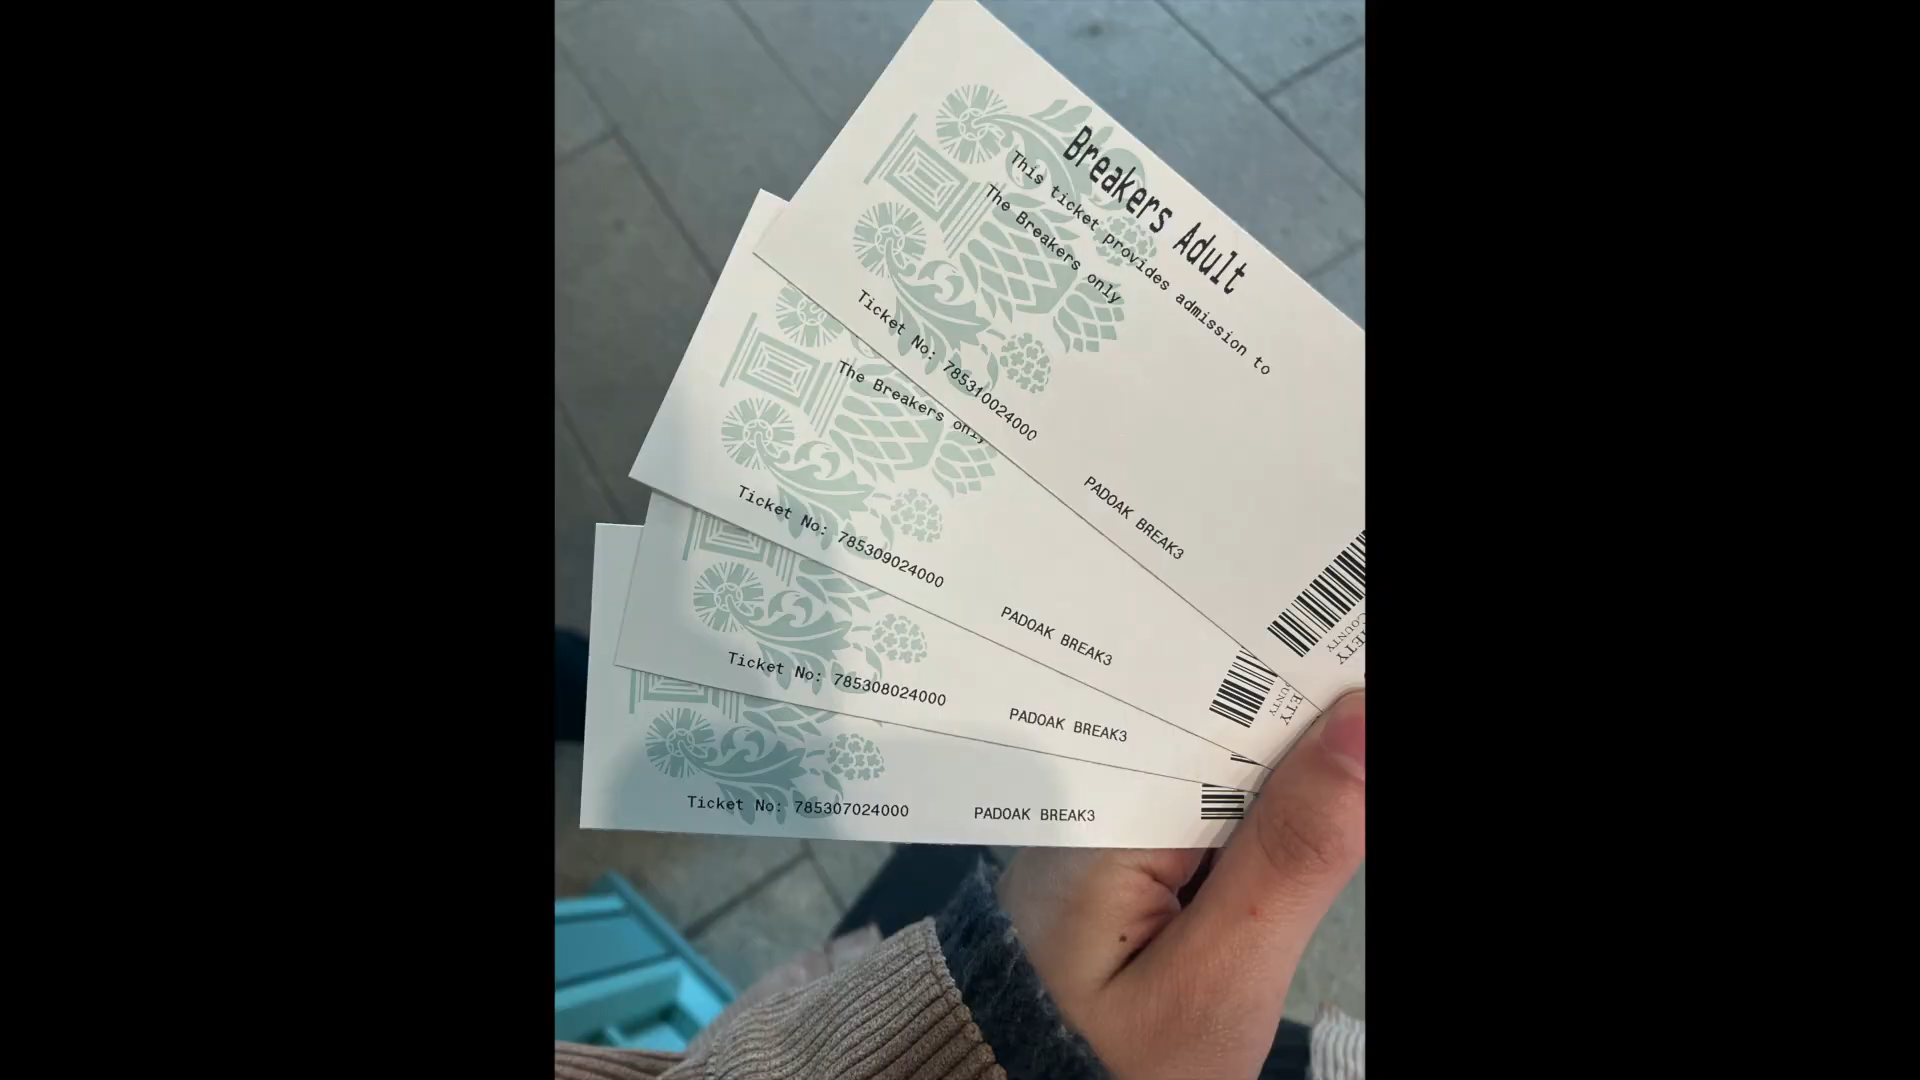 Breakers Adult
This ticket provides admission to
The Breakers only
Ticket No: 785310024000
PADOAK BREAK3
COUNTY
The Breakers only
Ticket No: 785309024000
PADOAK BREAK3
Ticket No: 785308024000
PADOAK BREAK3
Ticket No: 785307024000
PADOAK BREAK3